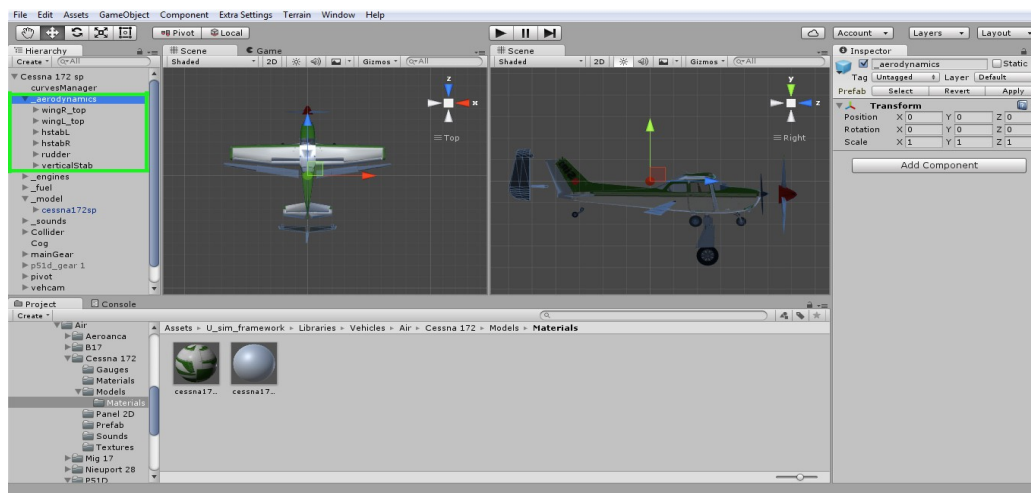 File Edit Assets GameObject Component Extra Settings Terrain Window Help
Pivot Local Account Layers Layout
Hierarchy
Create All
Cessna 172 sp
curvesManager
_aerodynamics
wingR_top
wingL_top
hstabL
hstabR
rudder
verticalStab
_engines
_fuel
_model
cessna172sp
_sounds
Collider
Cog
mainGear
p51d_gear 1
pivot
vehcam
Scene Game
Shaded 2D Gizmos All
z
x
Top
Scene
Shaded 2D Gizmos All
y
z
Right
Inspector
_aerodynamics Static
Tag Untagged Layer Default
Prefab Select Revert Apply
Transform
Position X 0 Y 0 Z 0
Rotation X 0 Y 0 Z 0
Scale X 1 Y 1 Z 1
Add Component
Project Console
Create
Air
Aeroanca
B17
Cessna 172
Gauges
Materials
Models
Materials
Panel 2D
Prefab
Sounds
Textures
Mig 17
Nieuport 28
P51D
Assets U_sim_framework Libraries Vehicles Air Cessna 172 Models Materials
cessna17... cessna17...